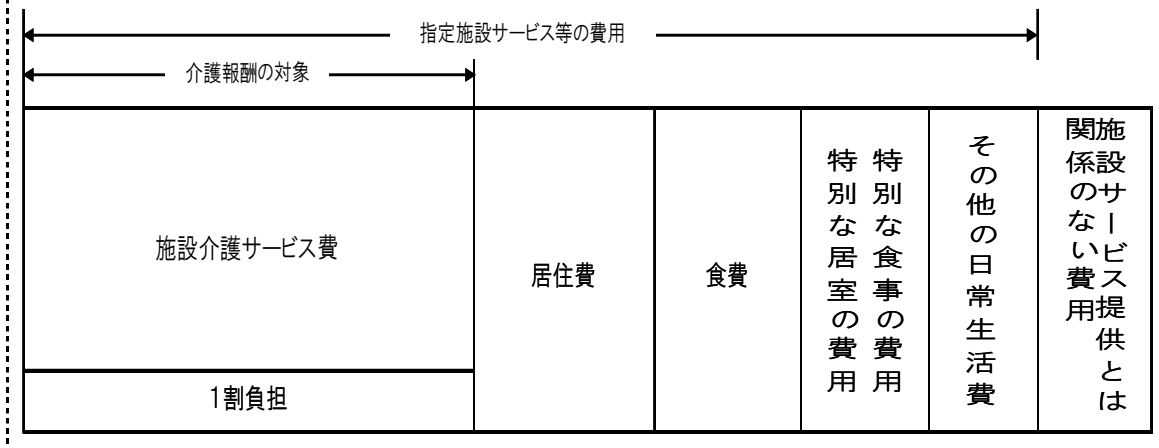 指定施設サービス等の費用
介護報酬の対象
施設介護サービス費
1割負担
居住費
食費
特別な食事の費用
特別な居室の費用
その他の日常生活費
施設サービス提供とは
関係のない費用